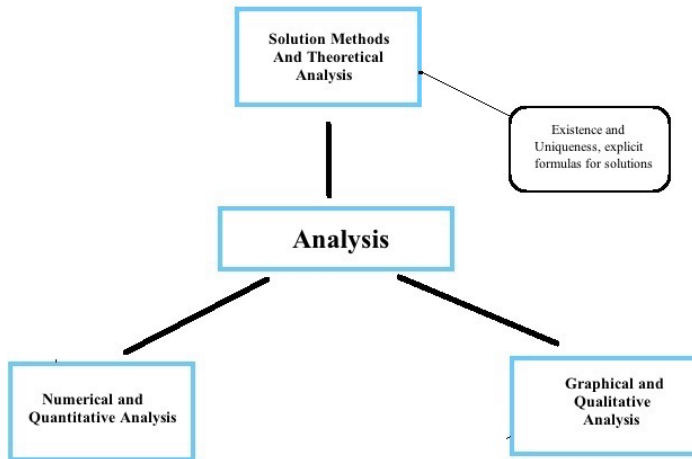 Solution Methods
And Theoretical
Analysis
Existence and
Uniqueness, explicit
formulas for solutions
Analysis
Numerical and
Quantitative Analysis
Graphical and
Qualitative
Analysis